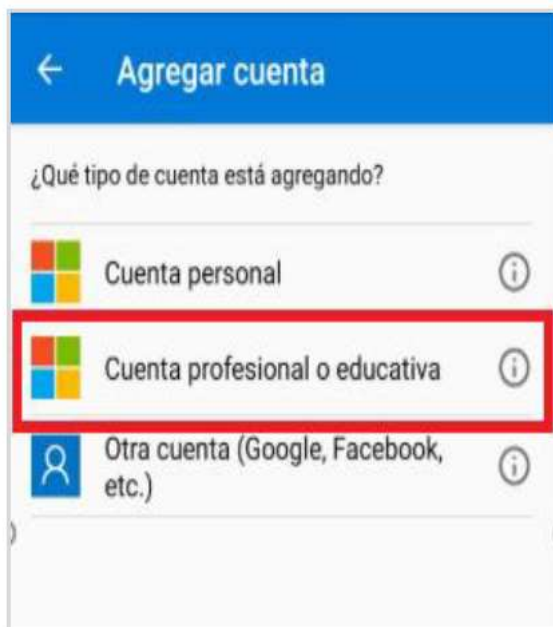 Agregar cuenta
¿Qué tipo de cuenta está agregando?
Cuenta personal
Cuenta profesional o educativa
Otra cuenta (Google, Facebook,
etc.)